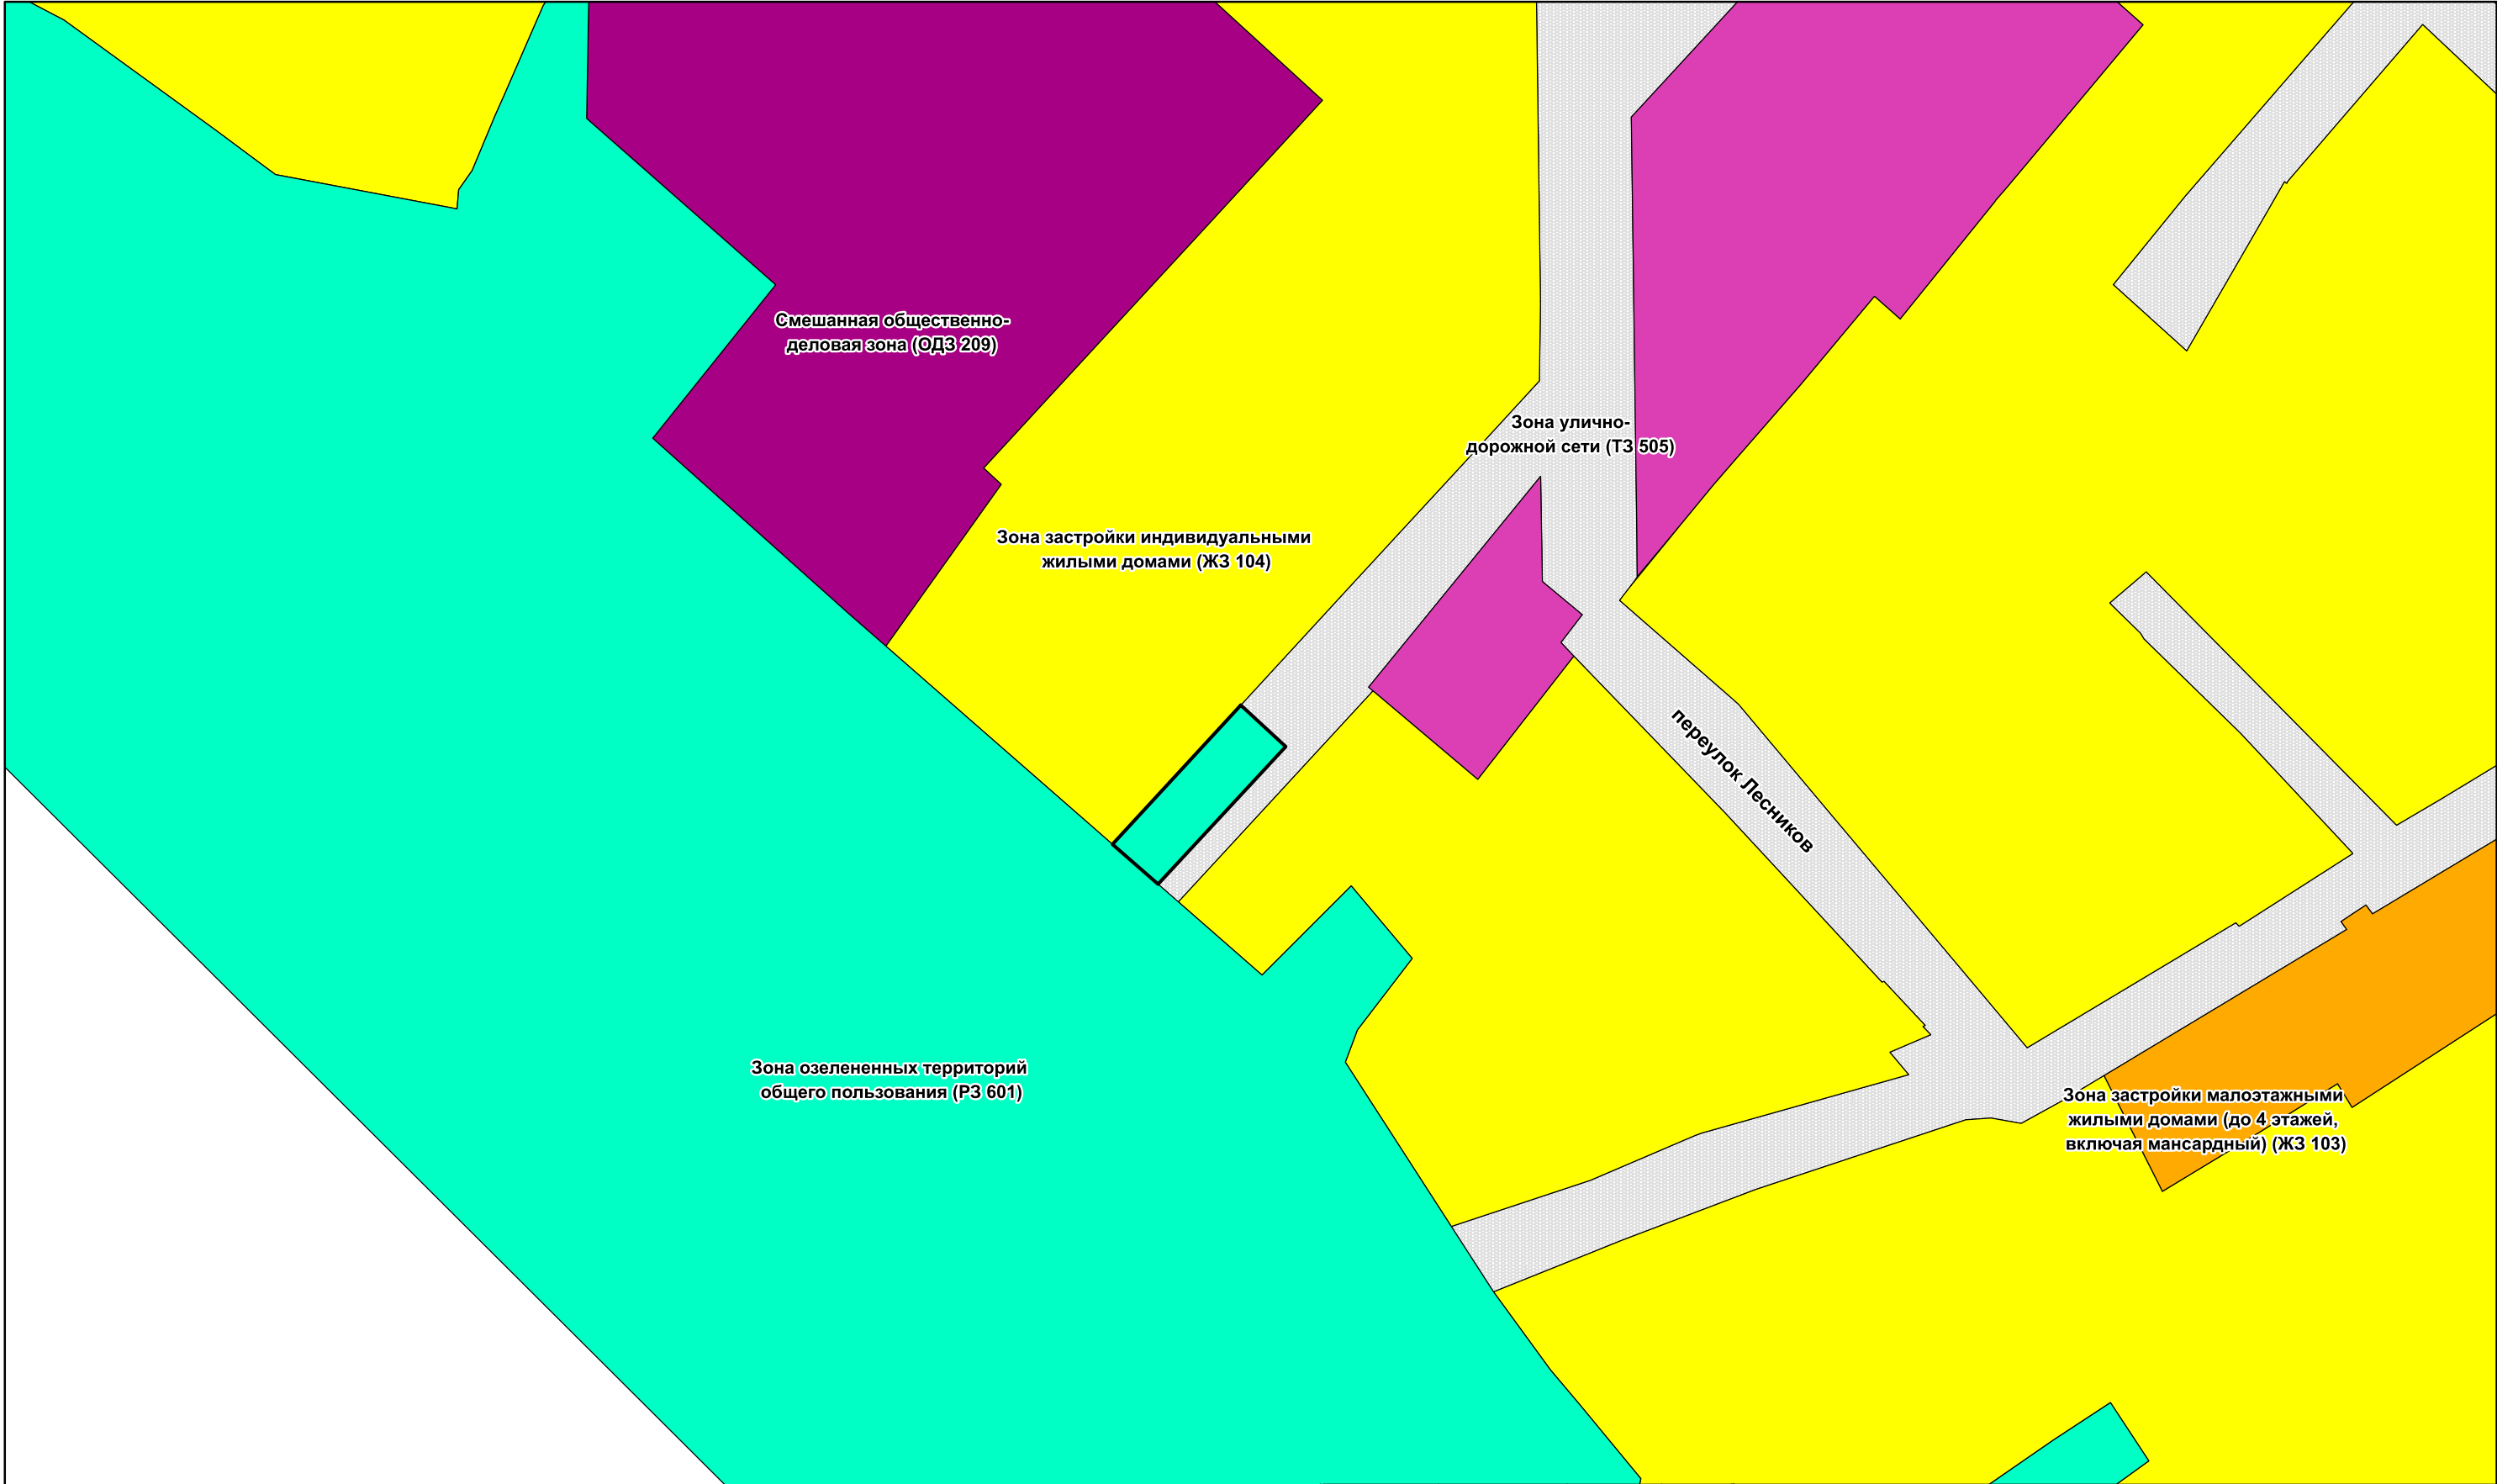 Смешанная общественно-
деловая зона (ОДЗ 209)
Зона улично-
дорожной сети (ТЗ 505)
Зона застройки индивидуальными
жилыми домами (ЖЗ 104)
переулок Лесников
Зона озелененных территорий
общего пользования (РЗ 601)
Зона застройки малоэтажными
жилыми домами (до 4 этажей,
включая мансардный) (ЖЗ 103)